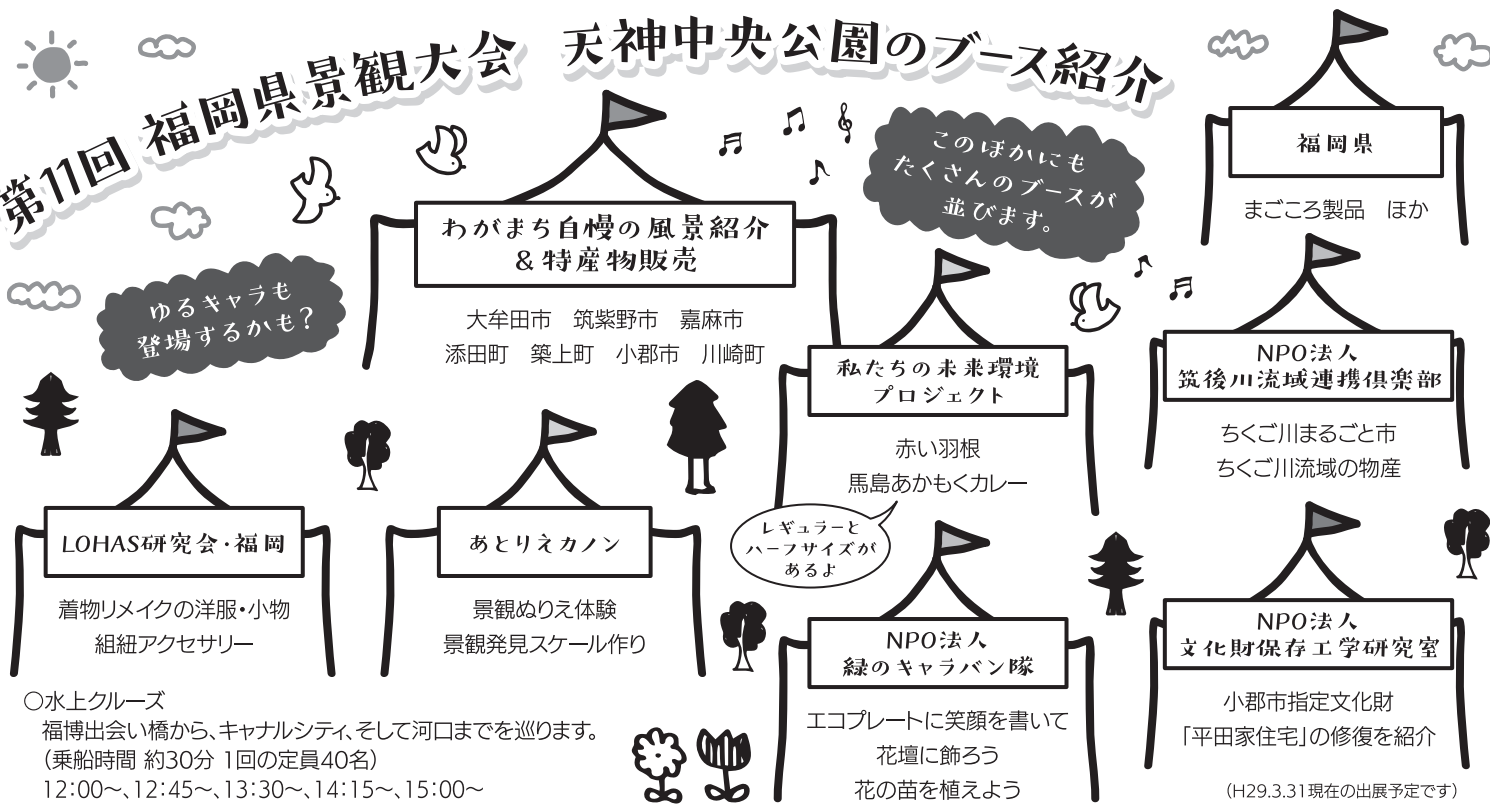 第11回 福岡県景観大会　天神中央公園のブース紹介
わがまち自慢の風景紹介
＆特産物販売
大牟田市　筑紫野市　嘉麻市
添田町　築上町　小郡市　川崎町
このほかにも
たくさんのブースが
並びます。
福岡県
まごころ製品　ほか
ゆるキャラも
登場するかも？
私たちの未来環境
プロジェクト
赤い羽根
馬島あかもくカレー
レギュラーと
ハーフサイズが
あるよ
NPO法人
筑後川流域連携倶楽部
ちくご川まるごと市
ちくご川流域の物産
LOHAS研究会・福岡
着物リメイクの洋服・小物
組紐アクセサリー
あとりえカノン
景観ぬりえ体験
景観発見スケール作り
NPO法人
緑のキャラバン隊
エコプレートに笑顔を書いて
花壇に飾ろう
花の苗を植えよう
NPO法人
文化財保存工学研究室
小郡市指定文化財
「平田家住宅」の修復を紹介
○水上クルーズ
福博出会い橋から、キャナルシティ、そして河口までを巡ります。
（乗船時間 約30分 1回の定員40名）
12：00～、12：45～、13：30～、14：15～、15：00～
（H29.3.31現在の出展予定です）